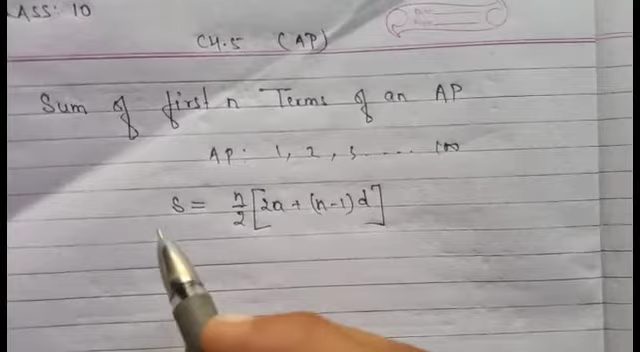 ASS: 10
CH.5 (AP)
Sum of first n Terms of an AP
AP: 1, 2, 3..... 100
S = n/2 [2a + (n-1) d]